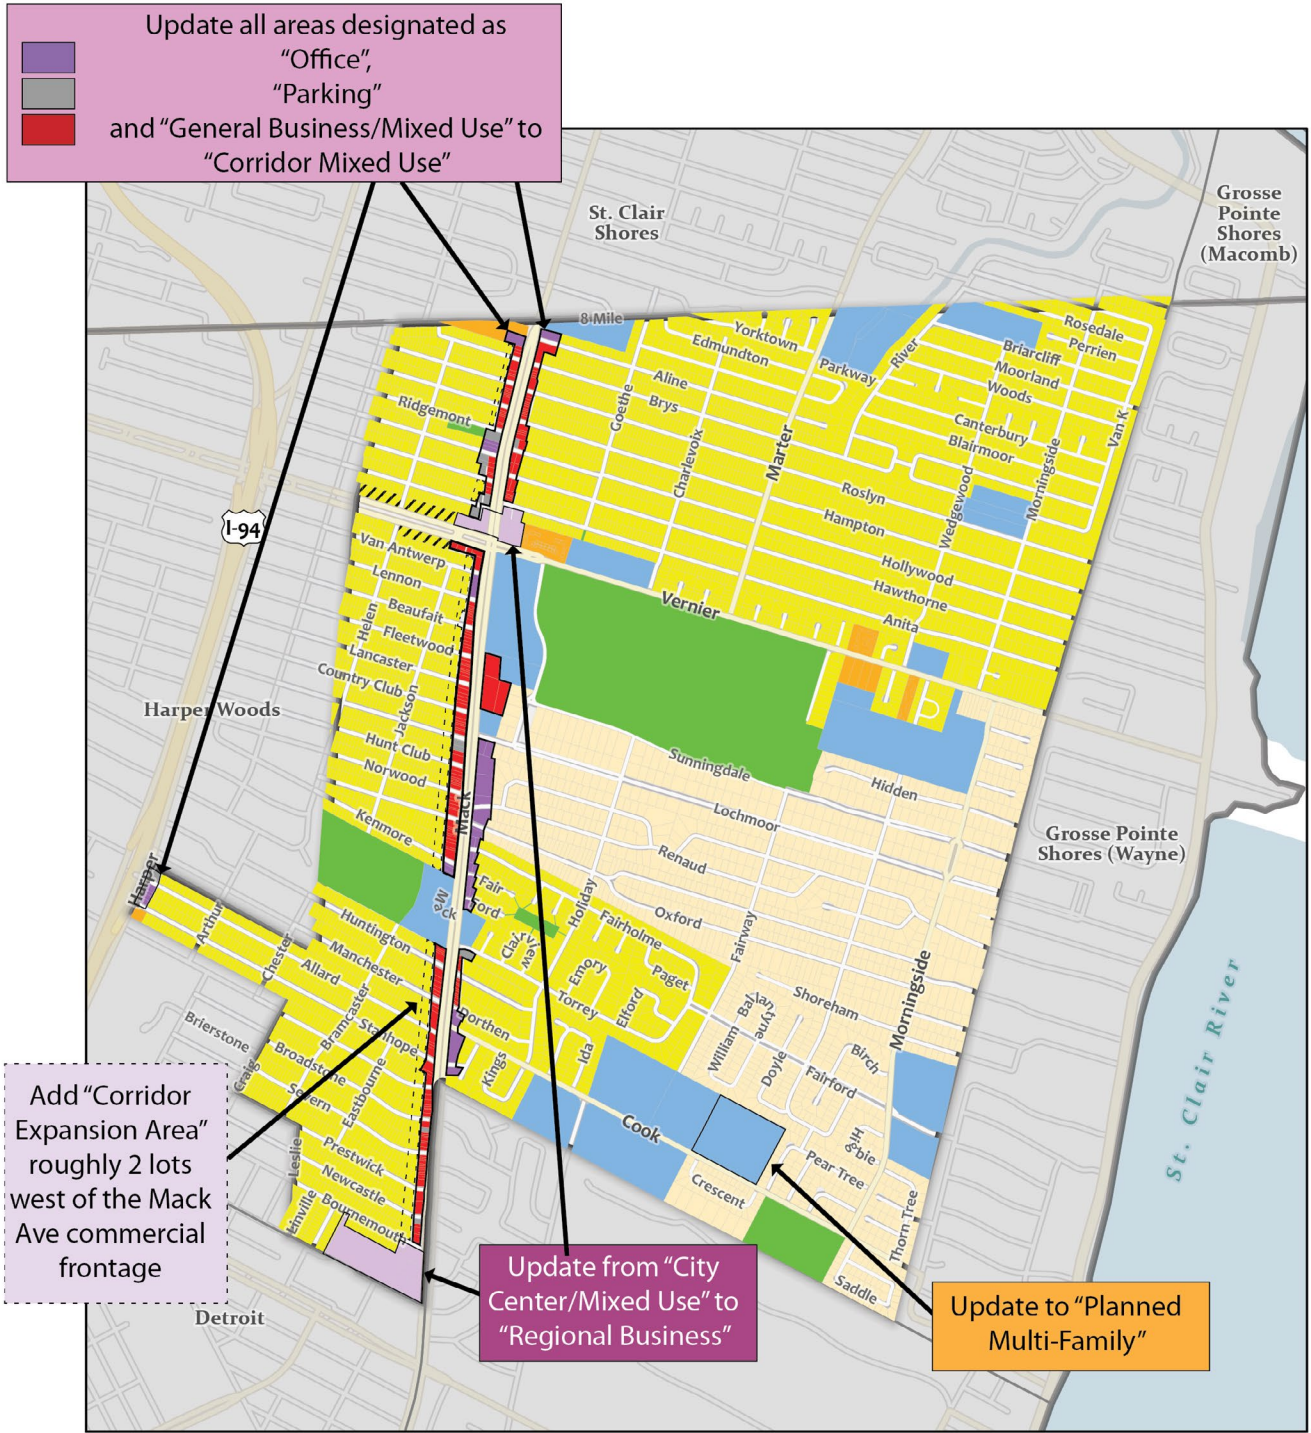 Update all areas designated as
“Office”,
“Parking”
and “General Business/Mixed Use” to
“Corridor Mixed Use”
St. Clair
Shores
Grosse
Pointe
Shores
(Macomb)
8 Mile
Yorktown
Edmundton
Rosedale
Perrien
Briarcliff
Moorland
Woods
River
Parkway
Aline
Brys
Goethe
Ridgemont
Charlevoix
Marter
Canterbury
Blairmoor
Van K
Morningside
Wedgewood
Roslyn
Hampton
I-94
Van Antwerp
Lennon
Beaufait
Helen
Fleetwood
Lancaster
Country Club
Jackson
Hollywood
Hawthorne
Anita
Vernier
Harper Woods
Hunt Club
Norwood
Mack
Kenmore
Sunningdale
Hidden
Lochmoor
Renaud
Grosse Pointe
Shores (Wayne)
Harper
Arthur
Chester
Huntington
Manchester
Allard
Mack
Fair
ford
Clairview
Holiday
Fairholme
Oxford
Fairway
Emory
Paget
Torrey
Elford
Morningside
Shoreham
Ballantyne
William
Doyle
Birch
Fairford
Bramcaster
Stanhope
Dorthen
Kings
Ida
Brierstone
Craig
Broadstone
Severn
Eastbourne
Cook
Leslie
Prestwick
Newcastle
Bournemouth
Linville
Pear Tree
Crescent
Thorn Tree
Saddle
St. Clair River
Add “Corridor
Expansion Area”
roughly 2 lots
west of the Mack
Ave commercial
frontage
Detroit
Update from “City
Center/Mixed Use” to
“Regional Business”
Update to “Planned
Multi-Family”